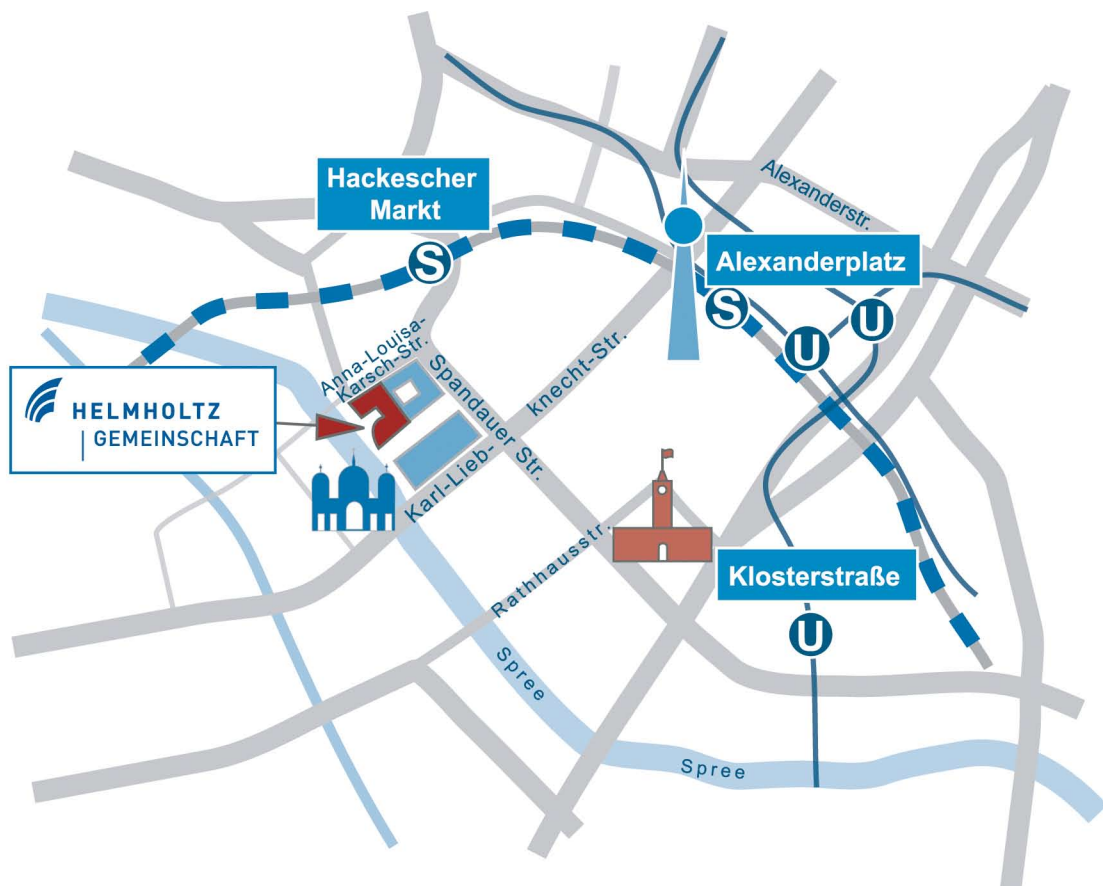 Hackescher
Markt
S
Alexanderstr.
Alexanderplatz
S
U
U
Anna-Louisa-
Karsch-Str.
HELMHOLTZ
GEMEINSCHAFT
Spandauer Str.
Karl-Lieb-
knecht-Str.
Rathhausstr.
Klosterstraße
U
Spree
Spree